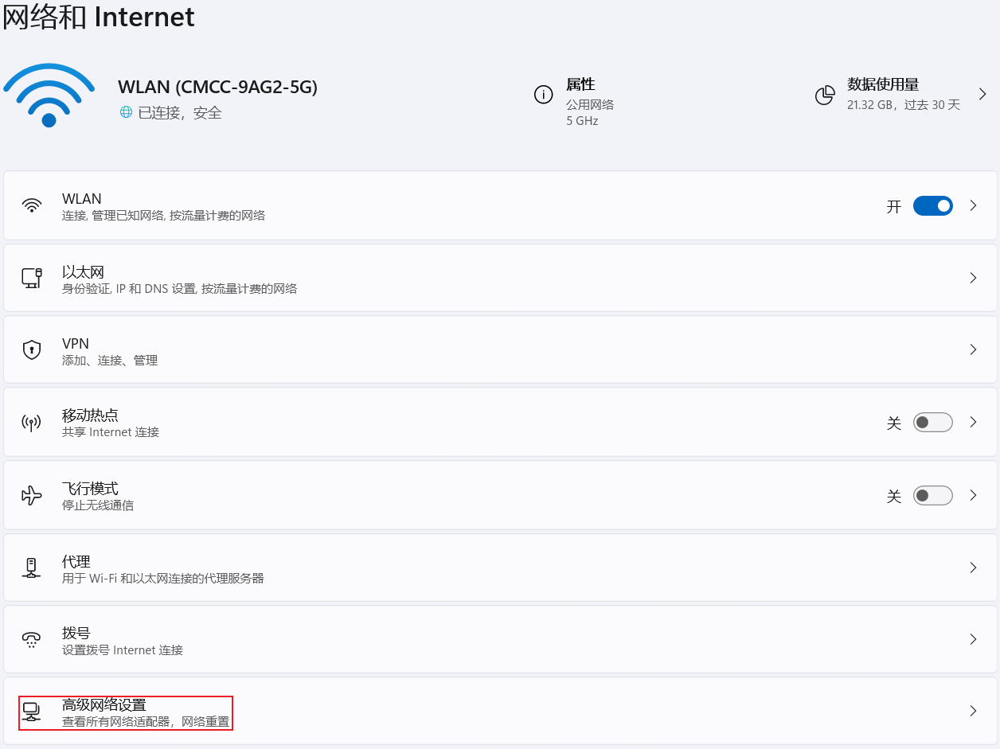 网络和 Internet
WLAN (CMCC-9AG2-5G)
已连接，安全
属性
公用网络
5 GHz
数据使用量
21.32 GB，过去 30 天
WLAN
连接, 管理已知网络, 按流量计费的网络
开
以太网
身份验证, IP 和 DNS 设置, 按流量计费的网络
VPN
添加、连接、管理
移动热点
共享 Internet 连接
关
飞行模式
停止无线通信
关
代理
用于 Wi-Fi 和以太网连接的代理服务器
拨号
设置拨号 Internet 连接
高级网络设置
查看所有网络适配器，网络重置